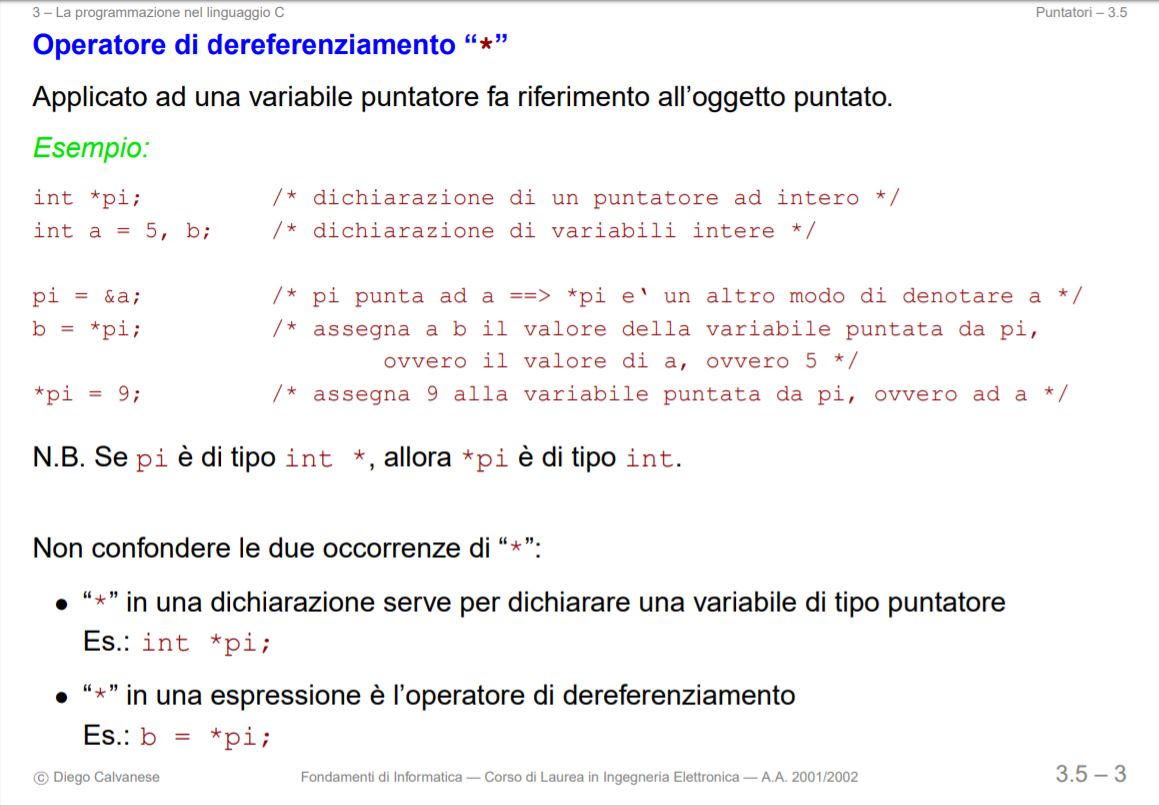 3 – La programmazione nel linguaggio C Puntatori – 3.5
Operatore di dereferenziamento “*”
Applicato ad una variabile puntatore fa riferimento all’oggetto puntato.
Esempio:
int *pi; /* dichiarazione di un puntatore ad intero */
int a = 5, b; /* dichiarazione di variabili intere */
pi = &a; /* pi punta ad a ==> *pi e‘ un altro modo di denotare a */
b = *pi; /* assegna a b il valore della variabile puntata da pi,
ovvero il valore di a, ovvero 5 */
*pi = 9; /* assegna 9 alla variabile puntata da pi, ovvero ad a */
N.B. Se pi è di tipo int *, allora *pi è di tipo int.
Non confondere le due occorrenze di “*”:
• “*” in una dichiarazione serve per dichiarare una variabile di tipo puntatore
Es.: int *pi;
• “*” in una espressione è l’operatore di dereferenziamento
Es.: b = *pi;
© Diego Calvanese Fondamenti di Informatica — Corso di Laurea in Ingegneria Elettronica — A.A. 2001/2002 3.5 – 3